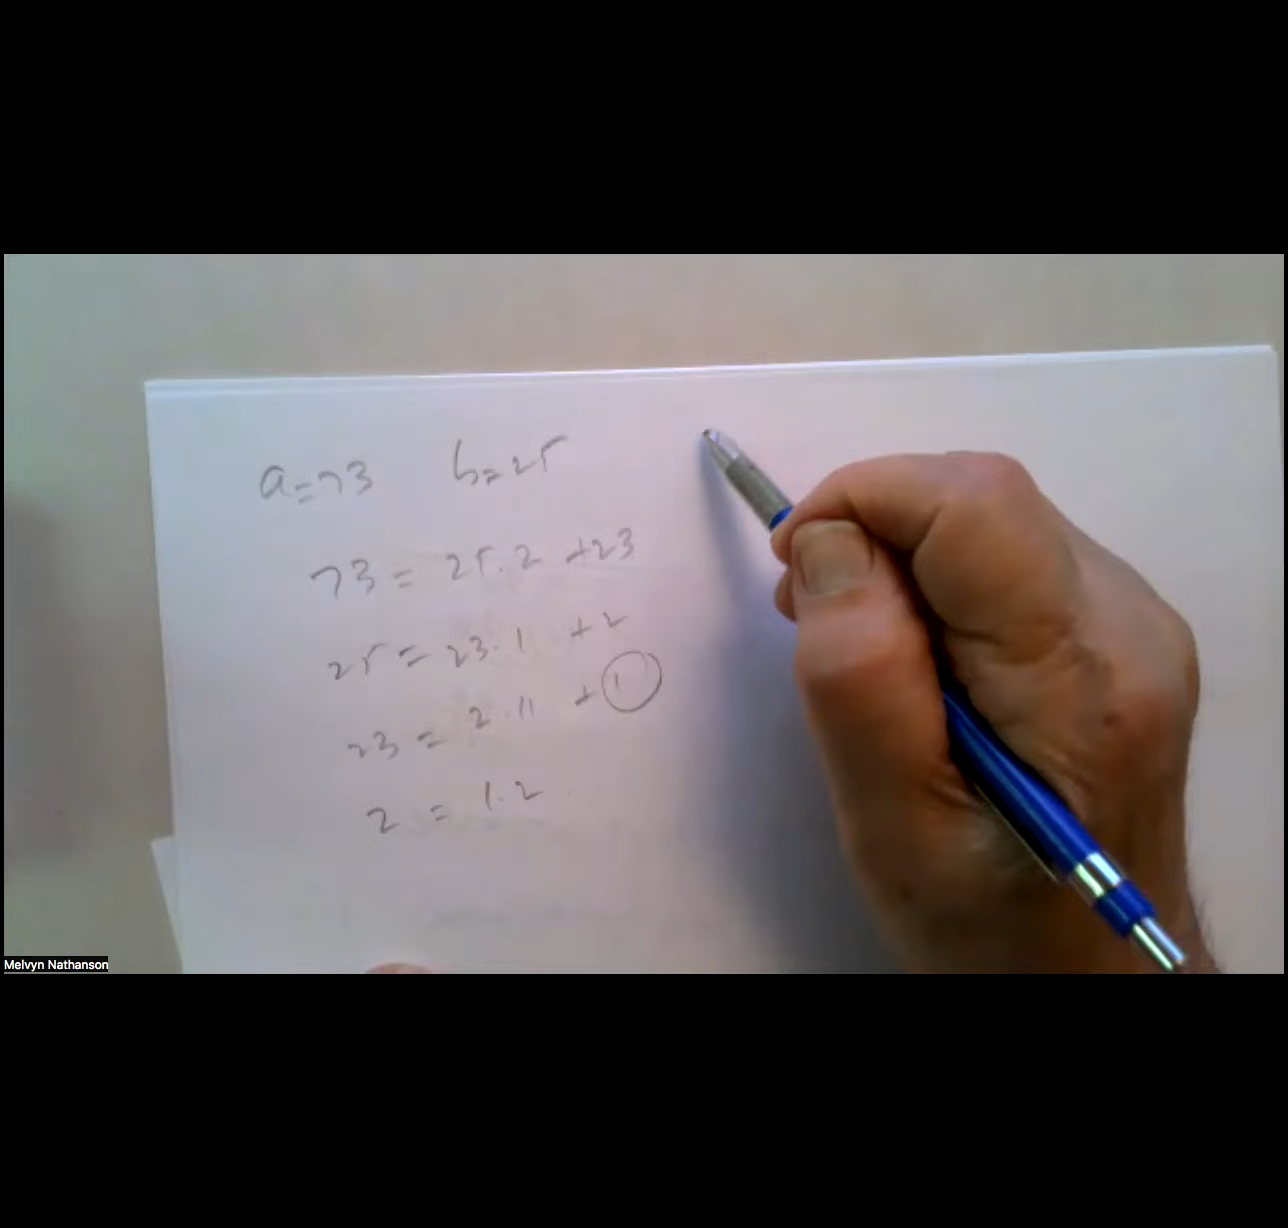 a=73 b=25
73 = 25.2 +23
25 = 23.1 +2
23 = 2.11 +1
2 = 1.2
Melvyn Nathanson